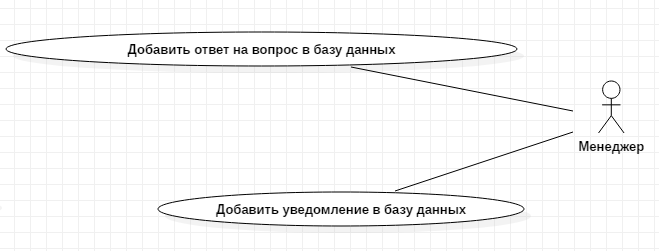 Добавить ответ на вопрос в базу данных
Менеджер
Добавить уведомление в базу данных